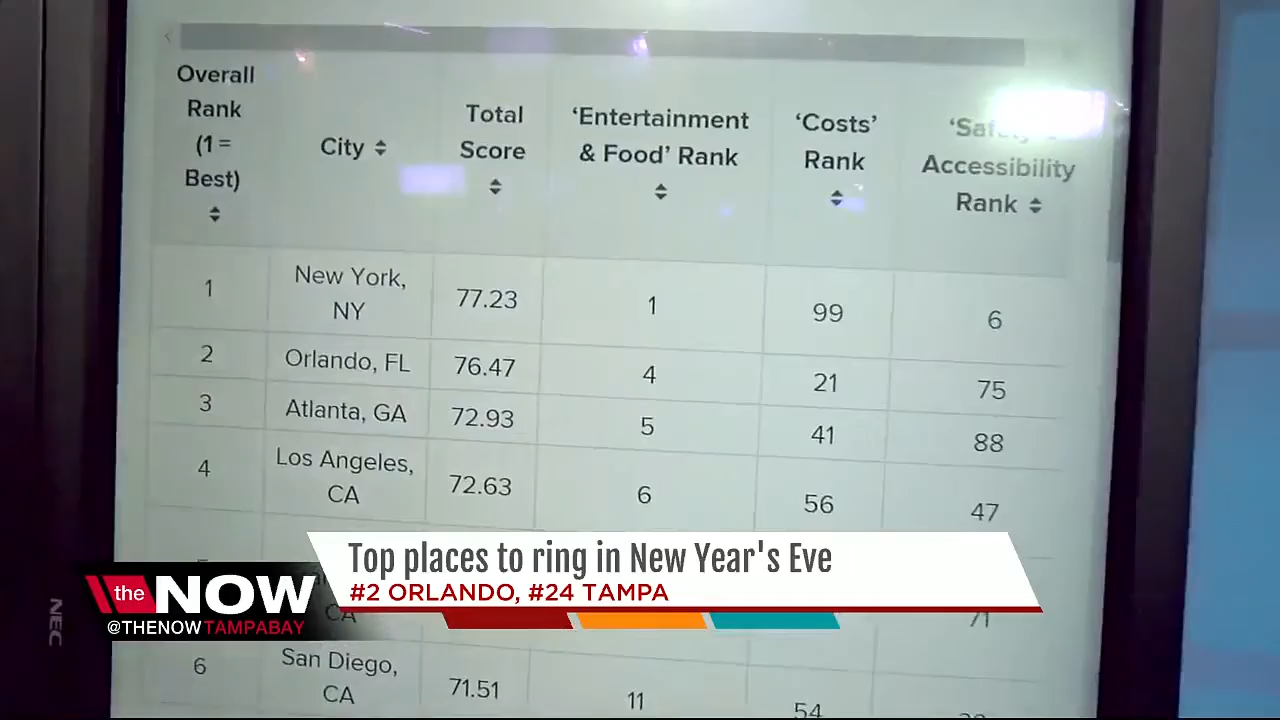 Overall
Rank
(1 =
Best)
City
Total
Score
‘Entertainment
& Food’ Rank
‘Costs’
Rank
Accessibility
Rank
1 New York, NY 77.23 1 99 6
2 Orlando, FL 76.47 4 21 75
3 Atlanta, GA 72.93 5 41 88
4 Los Angeles, CA 72.63 6 56 47
CA 71
6 San Diego, CA 71.51 11 54
Top places to ring in New Year's Eve
#2 ORLANDO, #24 TAMPA
the NOW
@THENOWTAMPABAY
NEC